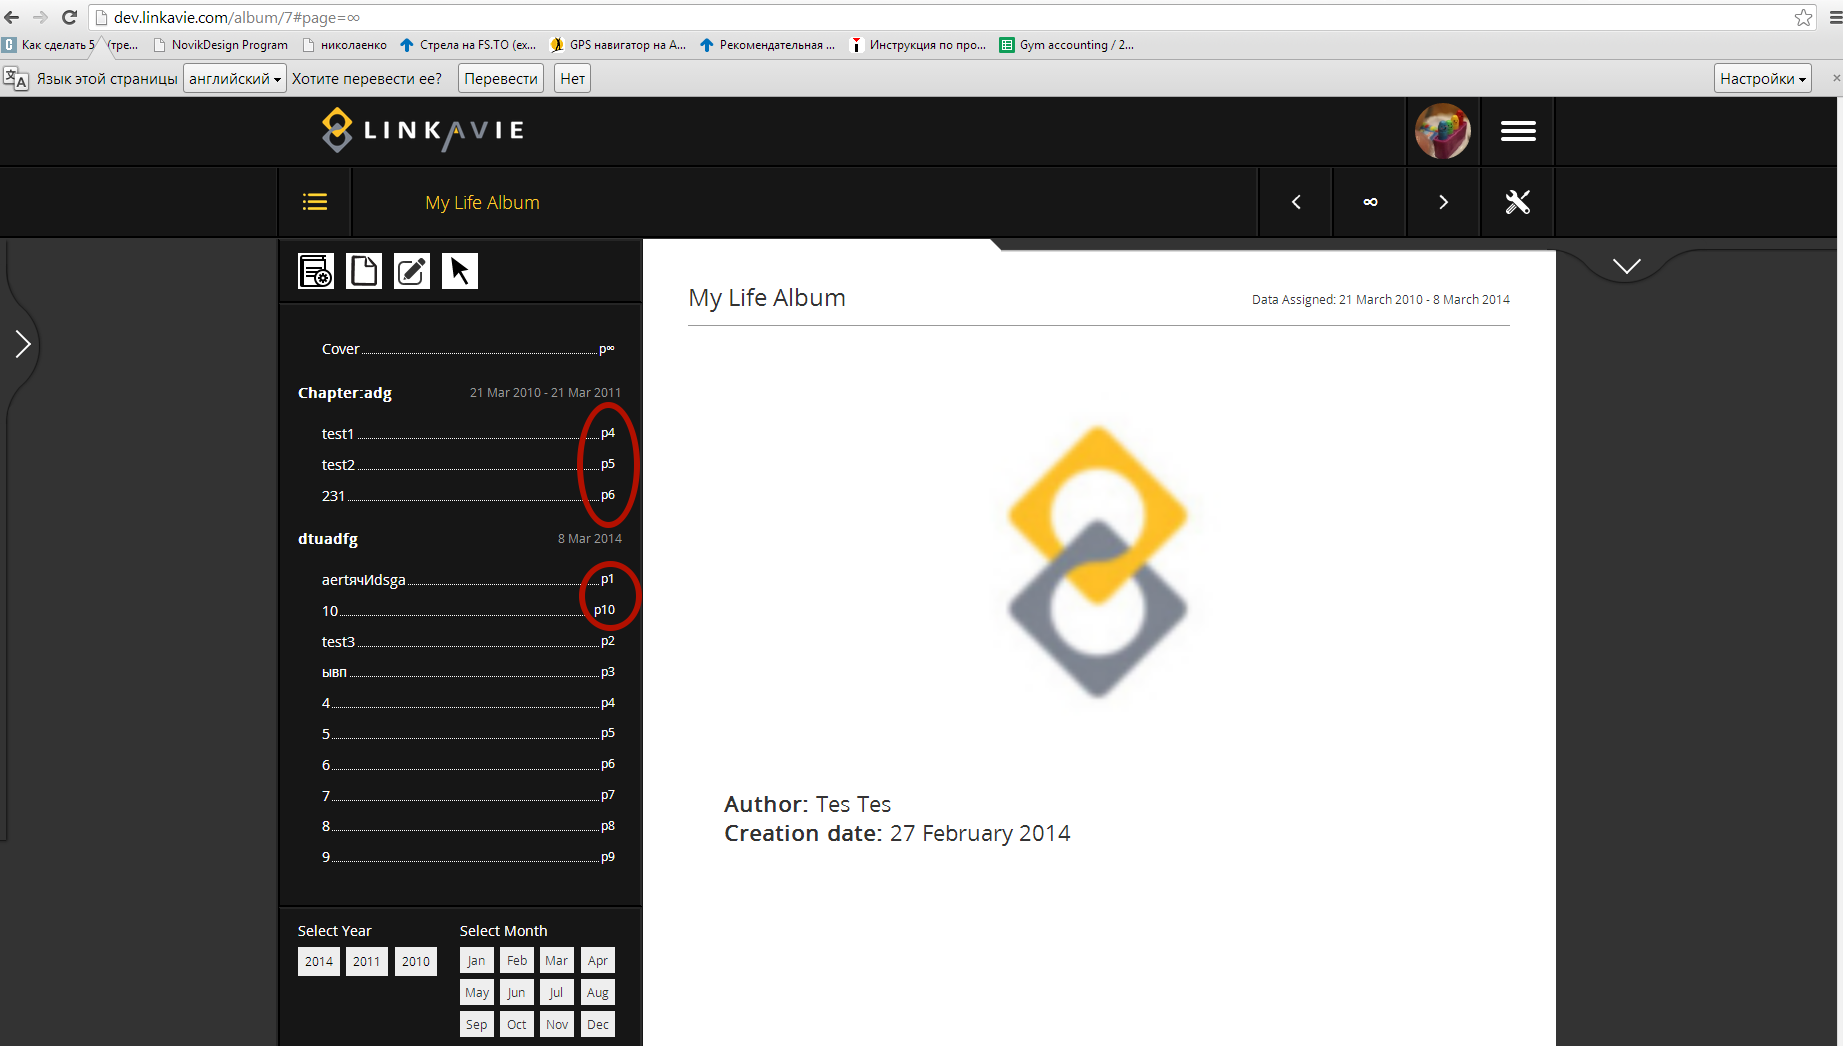 dev.linkavie.com/album/7#page=∞
Как сделать 5 (тре...
NovikDesign Program
николаенко
Стрела на FS.TO (ex...
GPS навигатор на A...
Рекомендательная ...
Инструкция по про...
Gym accounting / 2...
Язык этой страницы английский Хотите перевести ее? Перевести Нет Настройки
LINKAVIE
My Life Album
My Life Album
Data Assigned: 21 March 2010 - 8 March 2014
Cover p∞
Chapter:adg 21 Mar 2010 - 21 Mar 2011
test1 p4
test2 p5
231 p6
dtuadfg 8 Mar 2014
aertячИdsga p1
10 p10
test3 p2
ывп p3
4 p4
5 p5
6 p6
7 p7
8 p8
9 p9
Author: Tes Tes
Creation date: 27 February 2014
Select Year Select Month
2014 2011 2010 Jan Feb Mar Apr
May Jun Jul Aug
Sep Oct Nov Dec